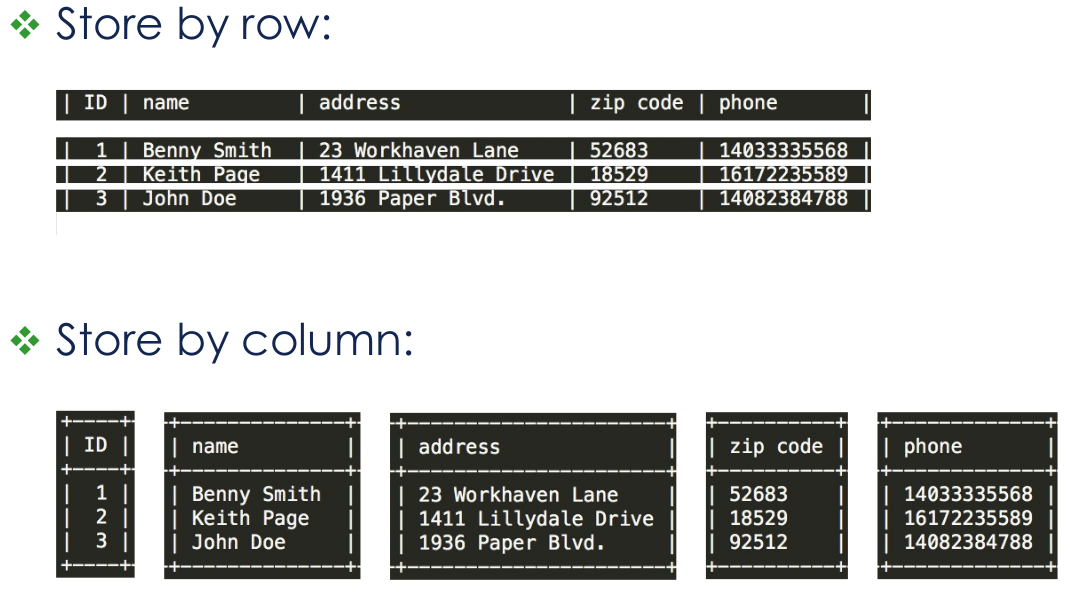 ❖ Store by row:
| ID | name | address | zip code | phone |
| 1 | Benny Smith | 23 Workhaven Lane | 52683 | 14033335568 |
| 2 | Keith Page | 1411 Lillydale Drive | 18529 | 16172235589 |
| 3 | John Doe | 1936 Paper Blvd. | 92512 | 14082384788 |
❖ Store by column:
| ID | | name | | address | | zip code | | phone |
| 1 | | Benny Smith | | 23 Workhaven Lane | | 52683 | | 14033335568 |
| 2 | | Keith Page | | 1411 Lillydale Drive | | 18529 | | 16172235589 |
| 3 | | John Doe | | 1936 Paper Blvd. | | 92512 | | 14082384788 |